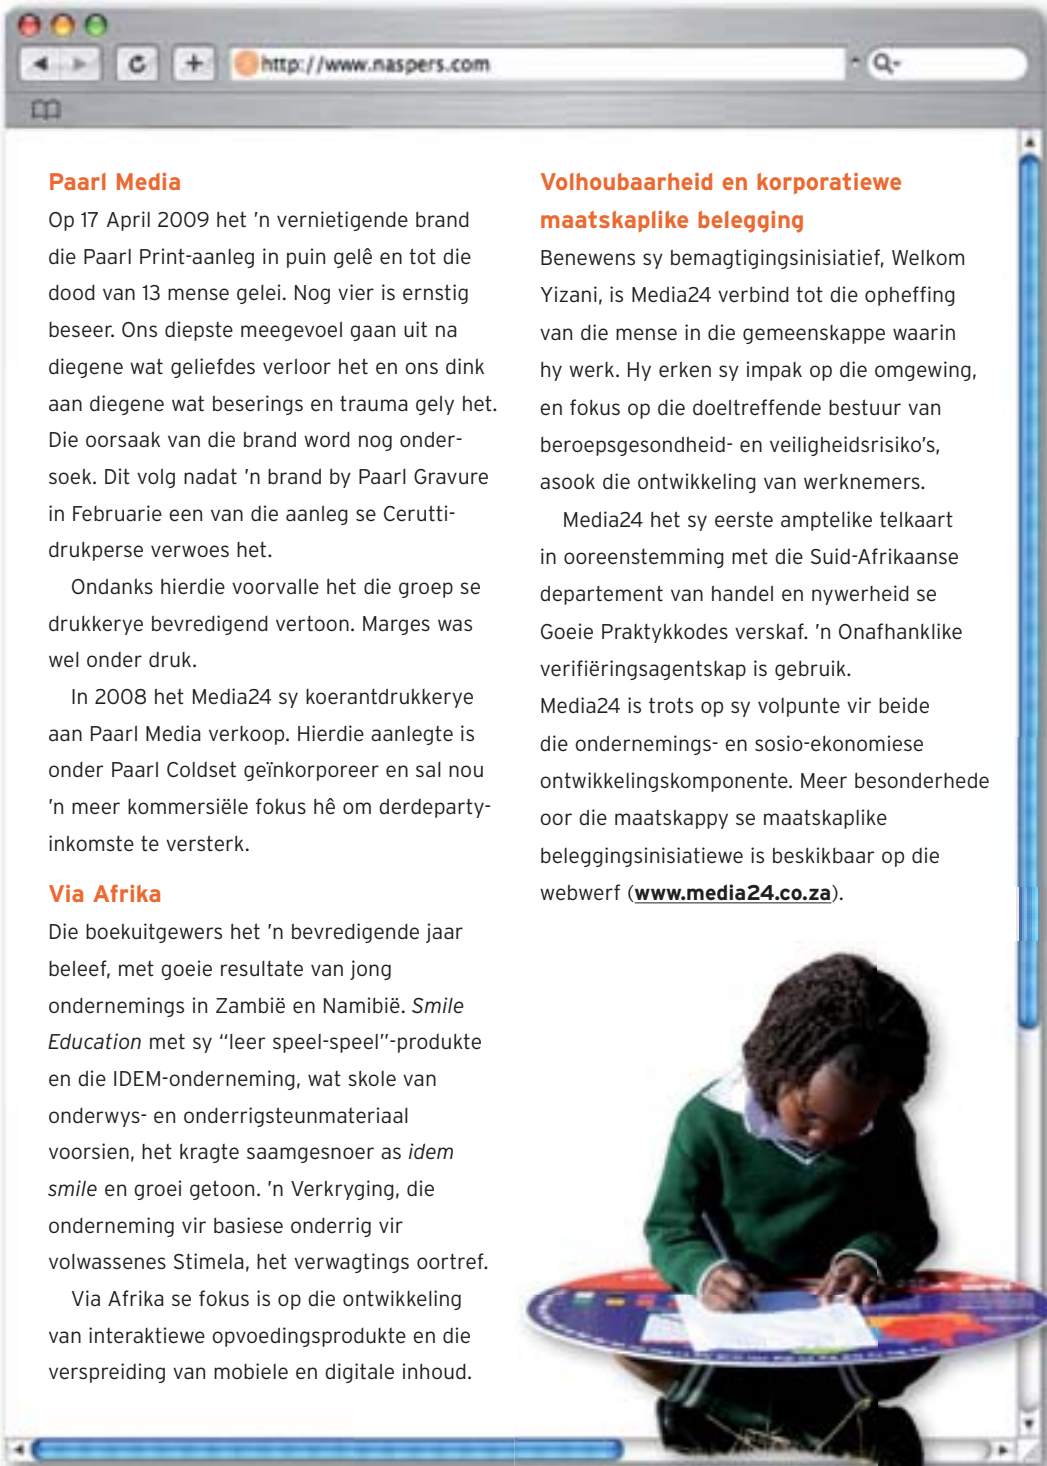 http://www.naspers.com
Paarl Media
Op 17 April 2009 het 'n vernietigende brand
die Paarl Print-aanleg in puin gelê en tot die
dood van 13 mense gelei. Nog vier is ernstig
beseer. Ons diepste meegevoel gaan uit na
diegene wat geliefdes verloor het en ons dink
aan diegene wat beserings en trauma gely het.
Die oorsaak van die brand word nog onder-
soek. Dit volg nadat 'n brand by Paarl Gravure
in Februarie een van die aanleg se Cerutti-
drukperse verwoes het.
Ondanks hierdie voorvalle het die groep se
drukkerye bevredigend vertoon. Marges was
wel onder druk.
In 2008 het Media24 sy koerantdrukkerye
aan Paarl Media verkoop. Hierdie aanlegte is
onder Paarl Coldset geïnkorporeer en sal nou
'n meer kommersiële fokus hê om derdeparty-
inkomste te versterk.
Via Afrika
Die boekuitgewers het 'n bevredigende jaar
beleef, met goeie resultate van jong
ondernemings in Zambië en Namibië. Smile
Education met sy "leer speel-speel"-produkte
en die IDEM-onderneming, wat skole van
onderwys- en onderrigsteunmateriaal
voorsien, het kragte saamgesnoer as idem
smile en groei getoon. 'n Verkryging, die
onderneming vir basiese onderrig vir
volwassenes Stimela, het verwagtings oortref.
Via Afrika se fokus is op die ontwikkeling
van interaktiewe opvoedingsprodukte en die
verspreiding van mobiele en digitale inhoud.
Volhoubaarheid en korporatiewe
maatskaplike belegging
Benewens sy bemagtigingsinisiatief, Welkom
Yizani, is Media24 verbind tot die opheffing
van die mense in die gemeenskappe waarin
hy werk. Hy erken sy impak op die omgewing,
en fokus op die doeltreffende bestuur van
beroepsgesondheid- en veiligheidsrisiko's,
asook die ontwikkeling van werknemers.
Media24 het sy eerste amptelike telkaart
in ooreenstemming met die Suid-Afrikaanse
departement van handel en nywerheid se
Goeie Praktykkodes verskaf. 'n Onafhanklike
verifiëringsagentskap is gebruik.
Media24 is trots op sy volpunte vir beide
die ondernemings- en sosio-ekonomiese
ontwikkelingskomponente. Meer besonderhede
oor die maatskappy se maatskaplike
beleggingsinisiatiewe is beskikbaar op die
webwerf (www.media24.co.za).